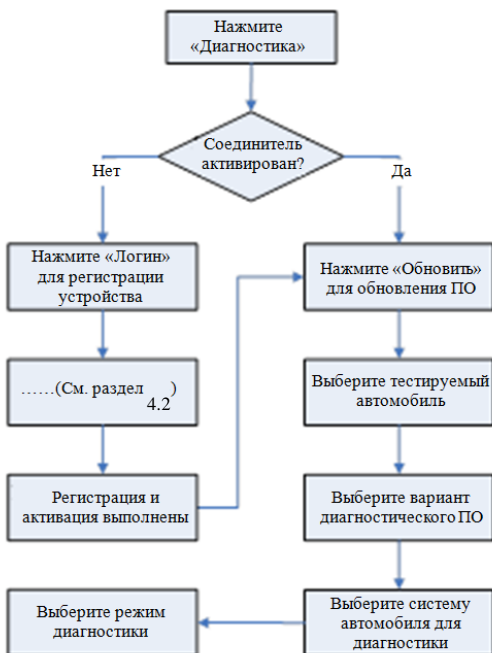 Нажмите
«Диагностика»
Соединитель
активирован?
Нет
Да
Нажмите «Логин»
для регистрации
устройства
……(См. раздел 4.2)
Регистрация и
активация выполнены
Нажмите «Обновить»
для обновления ПО
Выберите тестируемый
автомобиль
Выберите вариант
диагностического ПО
Выберите систему
автомобиля для
диагностики
Выберите режим
диагностики